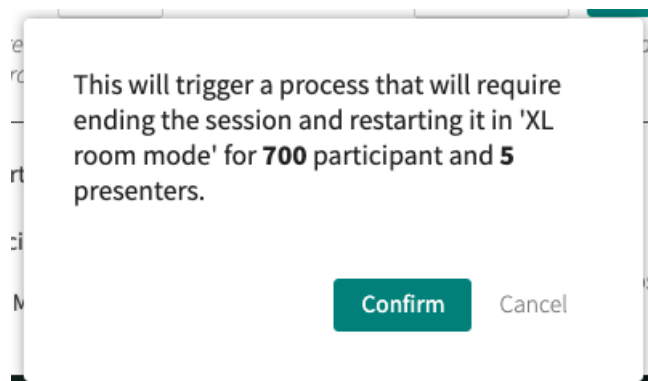 This will trigger a process that will require
ending the session and restarting it in 'XL
room mode' for 700 participant and 5
presenters.
Confirm Cancel